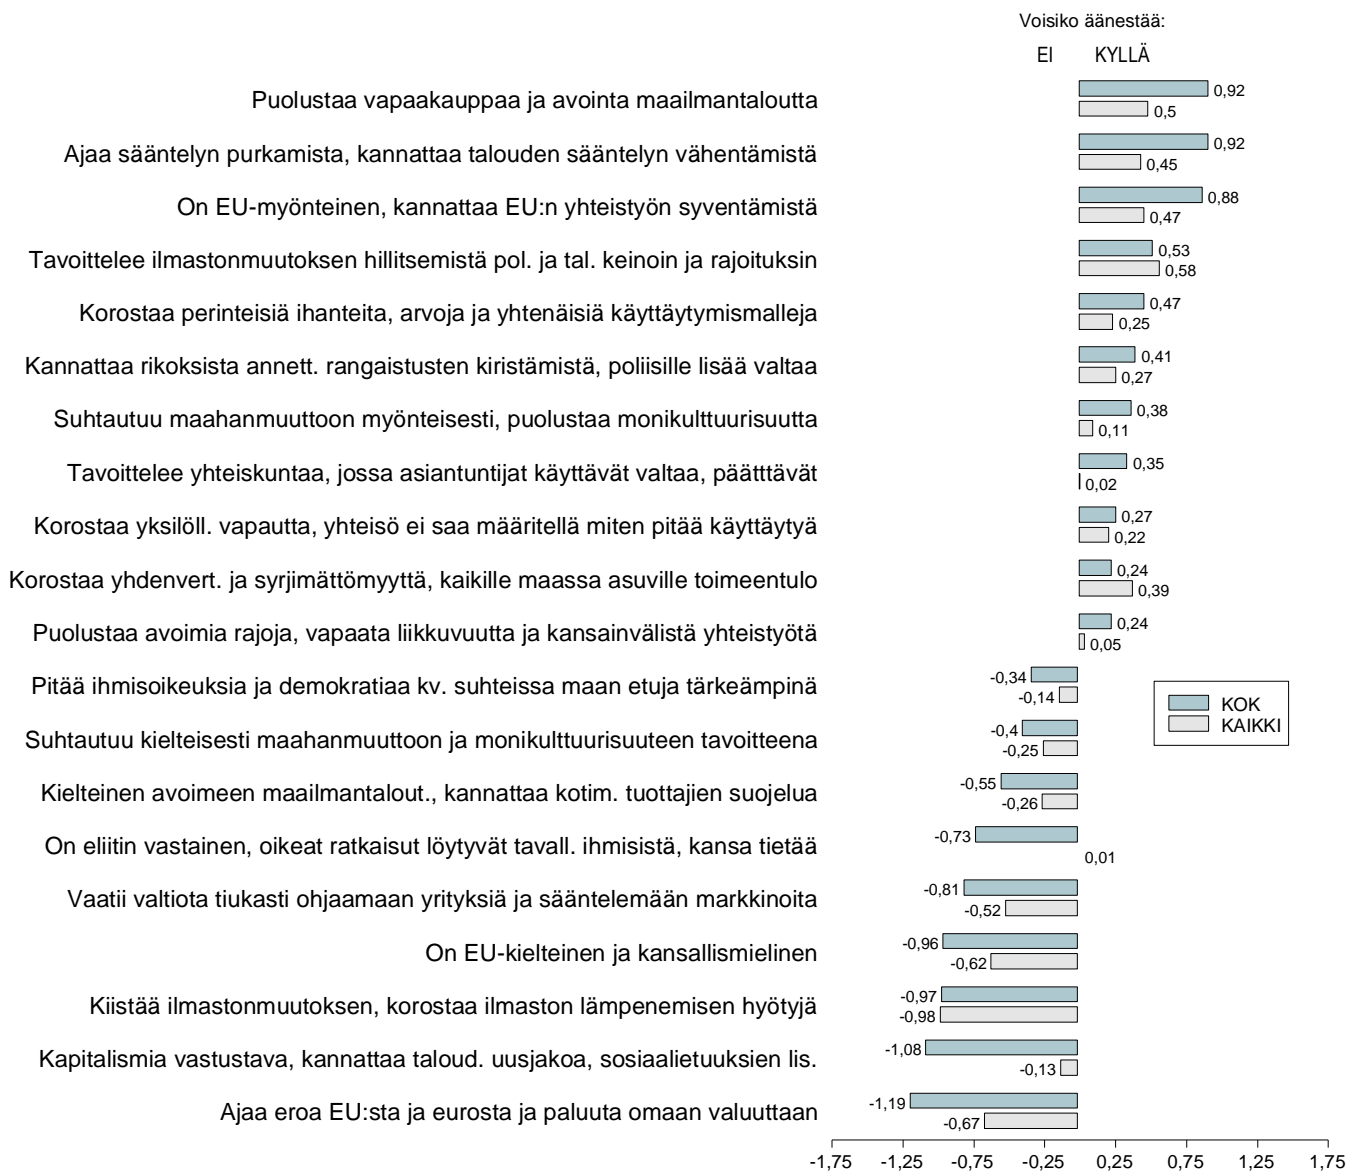 Voisiko äänestää:
EI KYLLÄ
Puolustaa vapaakauppaa ja avointa maailmantaloutta 0,92
0,5
Ajaa sääntelyn purkamista, kannattaa talouden sääntelyn vähentämistä 0,92
0,45
On EU-myönteinen, kannattaa EU:n yhteistyön syventämistä 0,88
0,47
Tavoittelee ilmastonmuutoksen hillitsemistä pol. ja tal. keinoin ja rajoituksin 0,53
0,58
Korostaa perinteisiä ihanteita, arvoja ja yhtenäisiä käyttäytymismalleja 0,47
0,25
Kannattaa rikoksista annett. rangaistusten kiristämistä, poliisille lisää valtaa 0,41
0,27
Suhtautuu maahanmuuttoon myönteisesti, puolustaa monikulttuurisuutta 0,38
0,11
Tavoittelee yhteiskuntaa, jossa asiantuntijat käyttävät valtaa, päätttävät 0,35
0,02
Korostaa yksilöll. vapautta, yhteisö ei saa määritellä miten pitää käyttäytyä 0,27
0,22
Korostaa yhdenvert. ja syrjimättömyyttä, kaikille maassa asuville toimeentulo 0,24
0,39
Puolustaa avoimia rajoja, vapaata liikkuvuutta ja kansainvälistä yhteistyötä 0,24
0,05
Pitää ihmisoikeuksia ja demokratiaa kv. suhteissa maan etuja tärkeämpinä -0,34
-0,14
Suhtautuu kielteisesti maahanmuuttoon ja monikulttuurisuuteen tavoitteena -0,4
-0,25
Kielteinen avoimeen maailmantalout., kannattaa kotim. tuottajien suojelua -0,55
-0,26
On eliitin vastainen, oikeat ratkaisut löytyvät tavall. ihmisistä, kansa tietää -0,73
0,01
Vaatii valtiota tiukasti ohjaamaan yrityksiä ja sääntelemään markkinoita -0,81
-0,52
On EU-kielteinen ja kansallismielinen -0,96
-0,62
Kiistää ilmastonmuutoksen, korostaa ilmaston lämpenemisen hyötyjä -0,97
-0,98
Kapitalismia vastustava, kannattaa taloud. uusjakoa, sosiaalietuuksien lis. -1,08
-0,13
Ajaa eroa EU:sta ja eurosta ja paluuta omaan valuuttaan -1,19
-0,67
KOK
KAIKKI
-1,75 -1,25 -0,75 -0,25 0,25 0,75 1,25 1,75